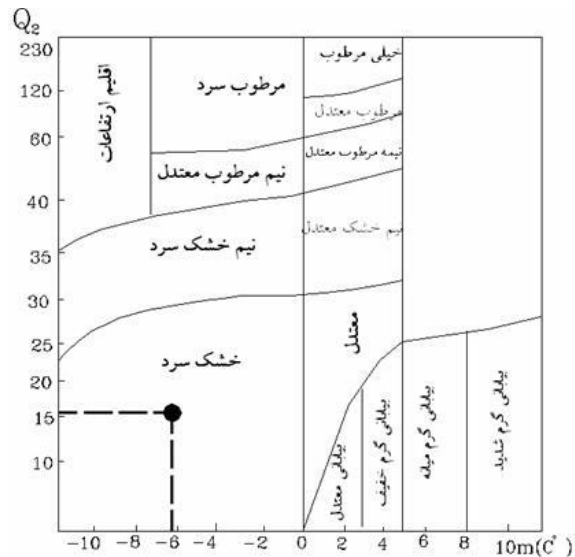 Q₂
230
120
60
40
35
30
25
20
15
10
اقلیم ارتفاعات
مرطوب سرد
نیم مرطوب معتدل
نیم خشک سرد
خشک سرد
خیلی مرطوب
مرطوب معتدل
نیمه مرطوب معتدل
نیم خشک معتدل
معتدل
بیابانی معتدل
بیابانی گرم خفیف
بیابانی گرم میانه
بیابانی گرم شدید
-10 -8 -6 -4 -2 0 2 4 6 8 10m(C°)